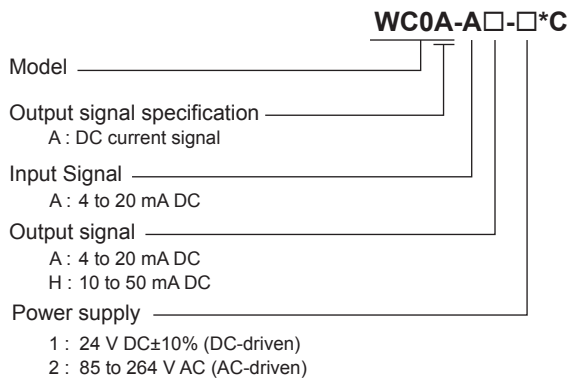 WC0A-A□-□*C
Model
Output signal specification
A : DC current signal
Input Signal
A : 4 to 20 mA DC
Output signal
A : 4 to 20 mA DC
H : 10 to 50 mA DC
Power supply
1 : 24 V DC±10% (DC-driven)
2 : 85 to 264 V AC (AC-driven)